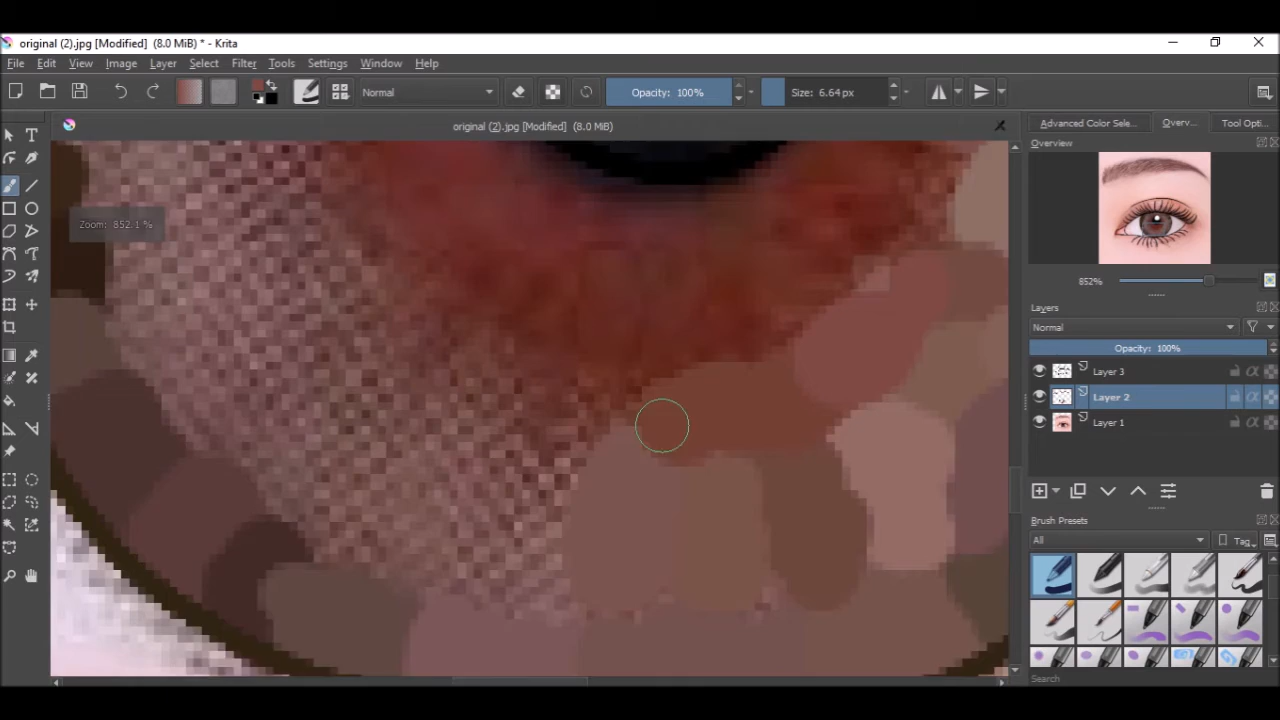 original (2).jpg [Modified] (8.0 MiB) * - Krita
File Edit View Image Layer Select Filter Tools Settings Window Help
Normal Opacity: 100% Size: 6.64 px
original (2).jpg [Modified] (8.0 MiB)
Advanced Color Sele... Overv... Tool Opti...
Overview
Zoom: 852.1 %
852%
Layers
Normal
Opacity: 100%
Layer 3
Layer 2
Layer 1
Brush Presets
All Tag
Search